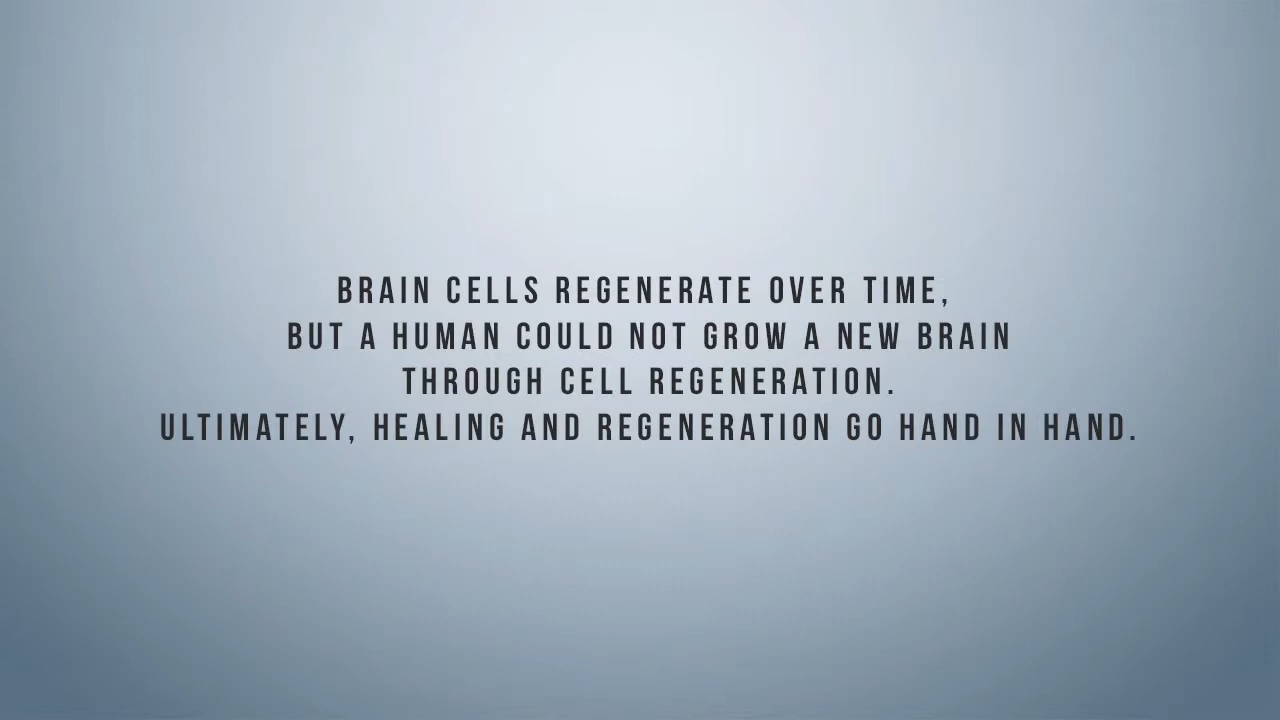 BRAIN CELLS REGENERATE OVER TIME,
BUT A HUMAN COULD NOT GROW A NEW BRAIN
THROUGH CELL REGENERATION.
ULTIMATELY, HEALING AND REGENERATION GO HAND IN HAND.